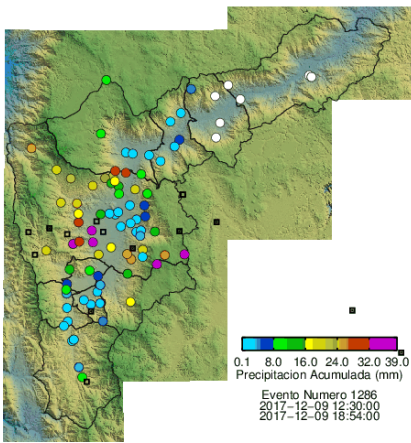 0.1 8.0 16.0 24.0 32.0 39.0
Precipitacion Acumulada (mm)
Evento Numero 1286
2017-12-09 12:30:00
2017-12-09 18:54:00